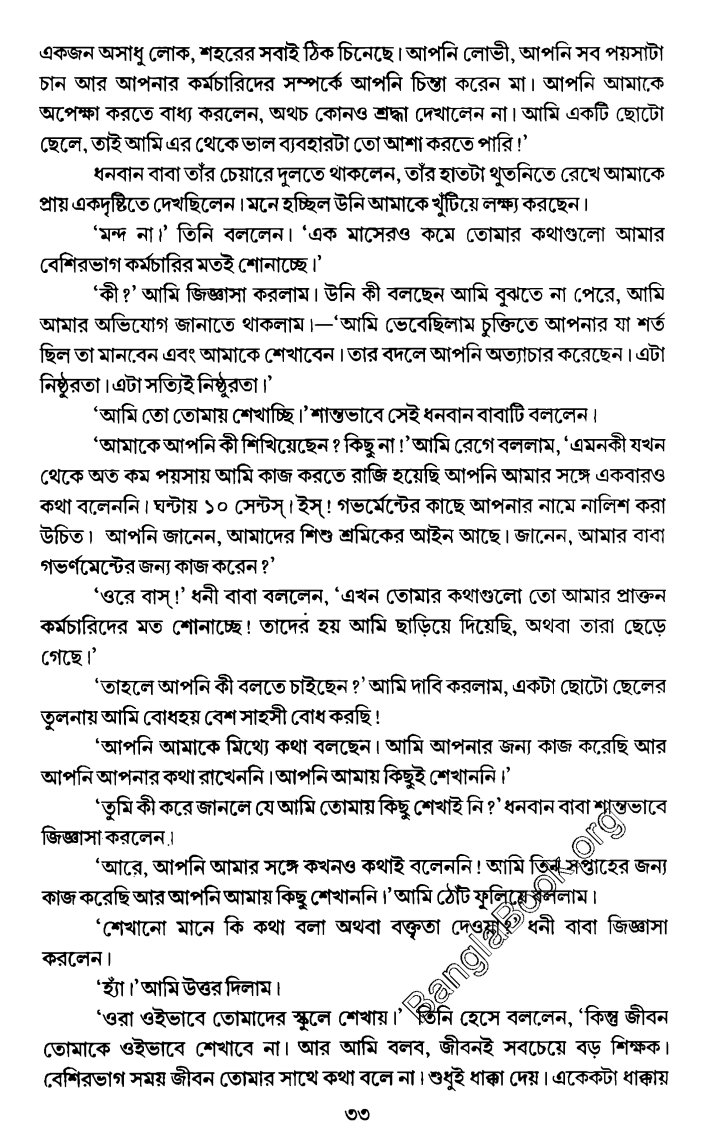 একজন অসাধু লোক, শহরের সবাই ঠিক চিনেছে। আপনি লোভী, আপনি সব পয়সাটা
চান আর আপনার কর্মচারিদের সম্পর্কে আপনি চিন্তা করেন মা। আপনি আমাকে
অপেক্ষা করতে বাধ্য করলেন, অথচ কোনও শ্রদ্ধা দেখালেন না। আমি একটি ছোটো
ছেলে, তাই আমি এর থেকে ভাল ব্যবহারটা তো আশা করতে পারি!’
ধনবান বাবা তাঁর চেয়ারে দুলতে থাকলেন, তাঁর হাতটা থুতনিতে রেখে আমাকে
প্রায় একদৃষ্টিতে দেখছিলেন। মনে হচ্ছিল উনি আমাকে খুঁটিয়ে লক্ষ্য করছেন।
‘মন্দ না।’ তিনি বললেন। ‘এক মাসেরও কমে তোমার কথাগুলো আমার
বেশিরভাগ কর্মচারির মতই শোনাচ্ছে।’
‘কী?’ আমি জিজ্ঞাসা করলাম। উনি কী বলছেন আমি বুঝতে না পেরে, আমি
আমার অভিযোগ জানাতে থাকলাম।—‘আমি ভেবেছিলাম চুক্তিতে আপনার যা শর্ত
ছিল তা মানবেন এবং আমাকে শেখাবেন। তার বদলে আপনি অত্যাচার করেছেন। এটা
নিষ্ঠুরতা। এটা সত্যিই নিষ্ঠুরতা।’
‘আমি তো তোমায় শেখাচ্ছি।’ শান্তভাবে সেই ধনবান বাবাটি বললেন।
‘আমাকে আপনি কী শিখিয়েছেন? কিছু না!’ আমি রেগে বললাম, ‘এমনকী যখন
থেকে অত কম পয়সায় আমি কাজ করতে রাজি হয়েছি আপনি আমার সঙ্গে একবারও
কথা বলেননি। ঘন্টায় ১০ সেন্টস্। ইস্! গভর্মেন্টের কাছে আপনার নামে নালিশ করা
উচিত। আপনি জানেন, আমাদের শিশু শ্রমিকের আইন আছে। জানেন, আমার বাবা
গভর্ণমেন্টের জন্য কাজ করেন?’
‘ওরে বাস্!’ ধনী বাবা বললেন, ‘এখন তোমার কথাগুলো তো আমার প্রাক্তন
কর্মচারিদের মত শোনাচ্ছে! তাদের হয় আমি ছাড়িয়ে দিয়েছি, অথবা তারা ছেড়ে
গেছে।’
‘তাহলে আপনি কী বলতে চাইছেন?’ আমি দাবি করলাম, একটা ছোটো ছেলের
তুলনায় আমি বোধহয় বেশ সাহসী বোধ করছি!
‘আপনি আমাকে মিথ্যে কথা বলছেন। আমি আপনার জন্য কাজ করেছি আর
আপনি আপনার কথা রাখেননি। আপনি আমায় কিছুই শেখাননি।’
‘তুমি কী করে জানলে যে আমি তোমায় কিছু শেখাই নি?’ ধনবান বাবা শান্তভাবে
জিজ্ঞাসা করলেন।
‘আরে, আপনি আমার সঙ্গে কখনও কথাই বলেননি! আমি তিন সপ্তাহের জন্য
কাজ করেছি আর আপনি আমায় কিছু শেখাননি।’ আমি ঠোঁট ফুলিয়ে বললাম।
‘শেখানো মানে কি কথা বলা অথবা বক্তৃতা দেওয়া?’ ধনী বাবা জিজ্ঞাসা
করলেন।
‘হ্যাঁ।’ আমি উত্তর দিলাম।
‘ওরা ওইভাবে তোমাদের স্কুলে শেখায়।’ তিনি হেসে বললেন, ‘কিন্তু জীবন
তোমাকে ওইভাবে শেখাবে না। আর আমি বলব, জীবনই সবচেয়ে বড় শিক্ষক।
বেশিরভাগ সময় জীবন তোমার সাথে কথা বলে না। শুধুই ধাক্কা দেয়। একেকটা ধাক্কায়
৩৩
BanglaBook.org